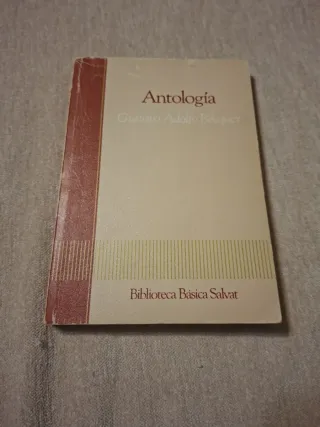 Antología
Gustavo Adolfo Bécquer
Biblioteca Básica Salvat